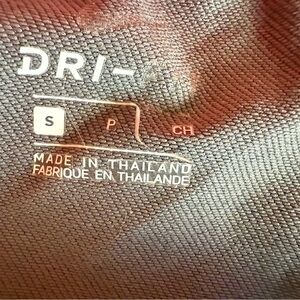 DRI-
S P CH
MADE IN THAILAND
FABRIQUE EN THAILANDE